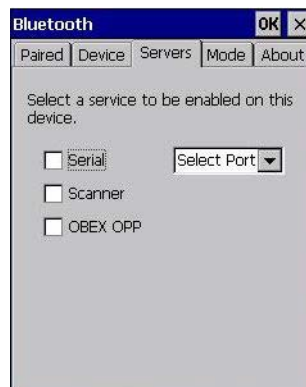 Bluetooth OK ×
Paired Device Servers Mode About
Select a service to be enabled on this
device.
Serial Select Port
Scanner
OBEX OPP